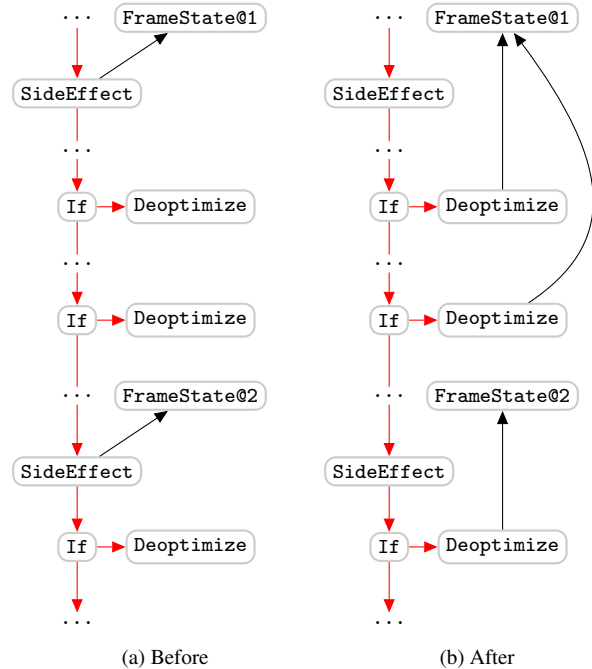 ... FrameState@1
SideEffect
...
If Deoptimize
...
If Deoptimize
... FrameState@2
SideEffect
If Deoptimize
...
(a) Before
... FrameState@1
SideEffect
...
If Deoptimize
...
If Deoptimize
... FrameState@2
SideEffect
If Deoptimize
...
(b) After